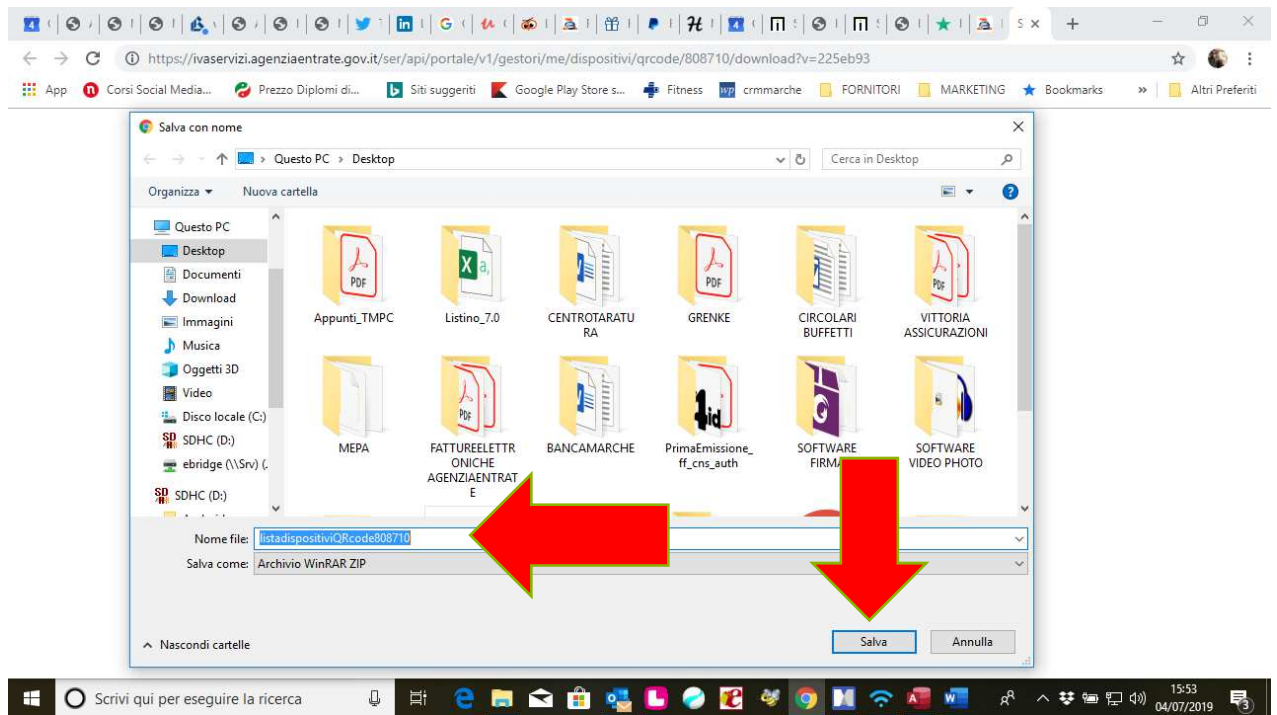 https://ivaservizi.agenziaentrate.gov.it/ser/api/portale/v1/gestori/me/dispositivi/qrcode/808710/download?v=225eb93
App Corsi Social Media... Prezzo Diplomi di... Siti suggeriti Google Play Store s... Fitness crmmarche FORNITORI MARKETING Bookmarks » Altri Preferiti
Salva con nome
Questo PC > Desktop Cerca in Desktop
Organizza Nuova cartella
Questo PC
Desktop
Documenti
Download
Immagini
Musica
Oggetti 3D
Video
Disco locale (C:)
SDHC (D:)
ebridge (\\Srv) (.
SDHC (D:)
Appunti_TMPC
Listino_7.0
CENTROTARATU
RA
GRENKE
CIRCOLARI
BUFFETTI
VITTORIA
ASSICURAZIONI
MEPA
FATTUREELETTR
ONICHE
AGENZIAENTRAT
E
BANCAMARCHE
PrimaEmissione_
ff_cns_auth
SOFTWARE
SOFTWARE
VIDEO PHOTO
Nome file: listadispositiviQRcode808710
Salva come: Archivio WinRAR ZIP
Nascondi cartelle
Salva Annulla
Scrivi qui per eseguire la ricerca
15:53
04/07/2019